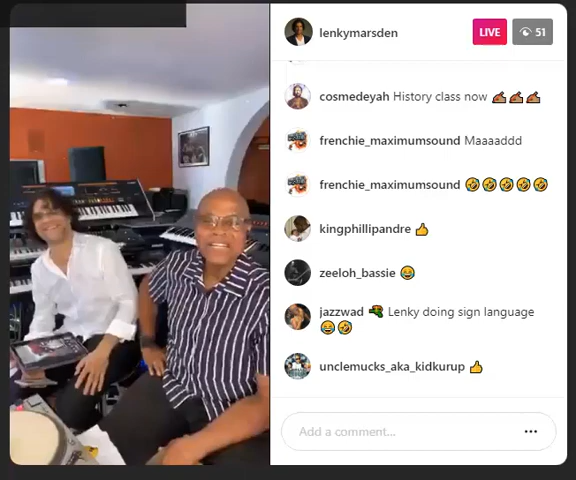 lenkymarsden
LIVE
51
cosmedeyah History class now ✍🏾✍🏾✍🏾
frenchie_maximumsound Maaaaddd
frenchie_maximumsound 🤣🤣🤣🤣🤣
kingphillipandre 👍
zeeloh_bassie 😂
jazzwad 🔫 Lenky doing sign language
😂🤣
unclemucks_aka_kidkurup 👍
Add a comment...